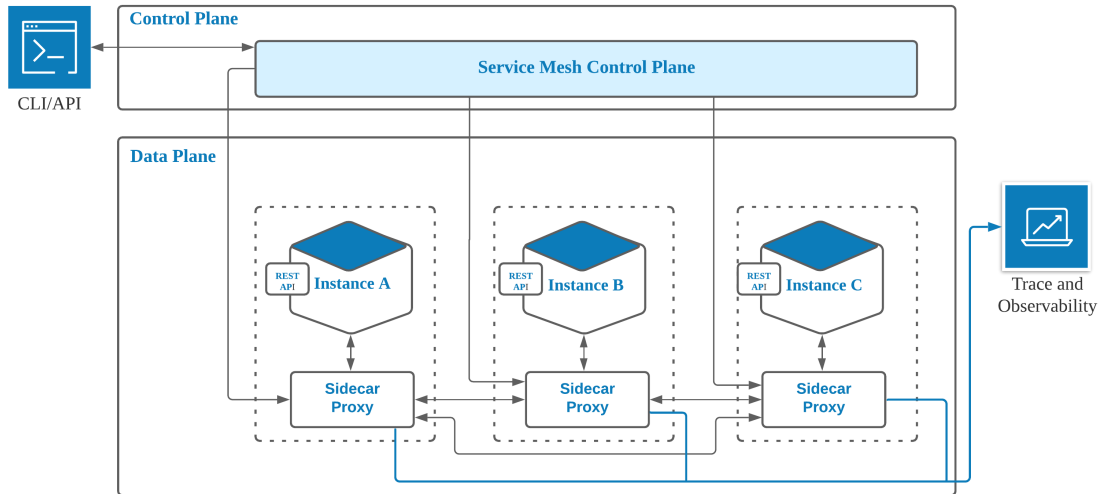 Control Plane
Service Mesh Control Plane
CLI/API
Data Plane
REST
API
Instance A
REST
API
Instance B
REST
API
Instance C
Trace and
Observability
Sidecar
Proxy
Sidecar
Proxy
Sidecar
Proxy